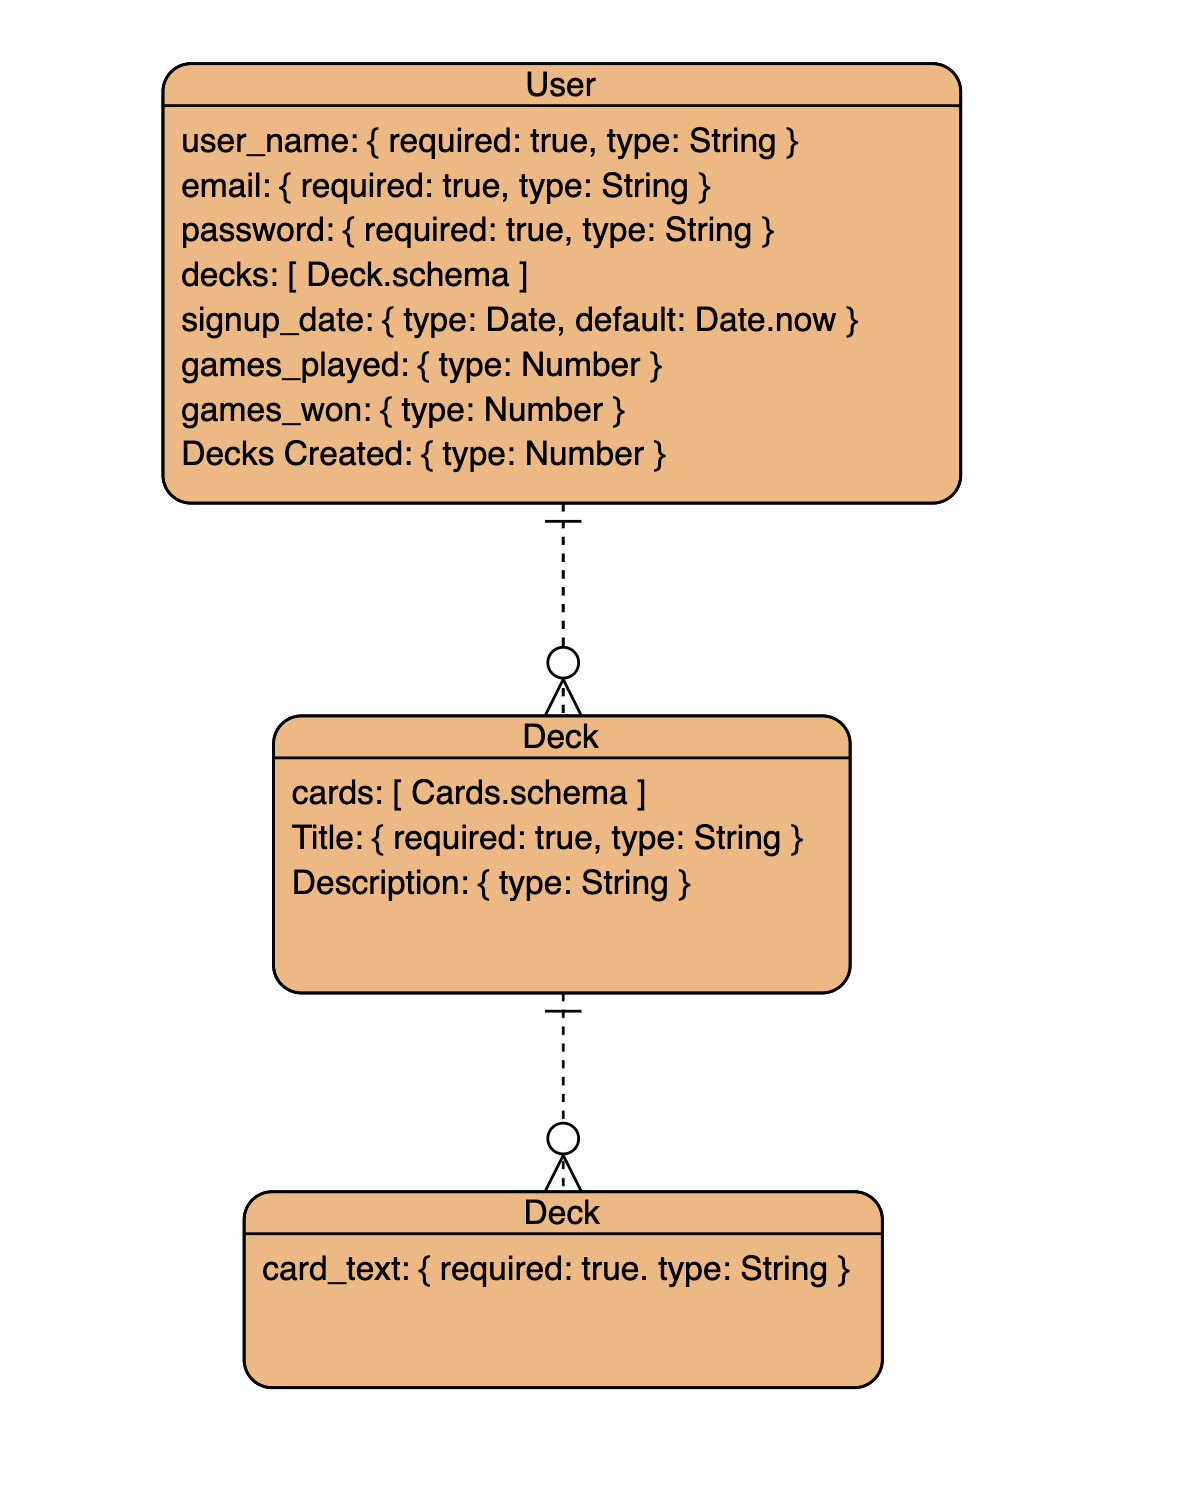 User
user_name: { required: true, type: String }
email: { required: true, type: String }
password: { required: true, type: String }
decks: [ Deck.schema ]
signup_date: { type: Date, default: Date.now }
games_played: { type: Number }
games_won: { type: Number }
Decks Created: { type: Number }
Deck
cards: [ Cards.schema ]
Title: { required: true, type: String }
Description: { type: String }
Deck
card_text: { required: true. type: String }